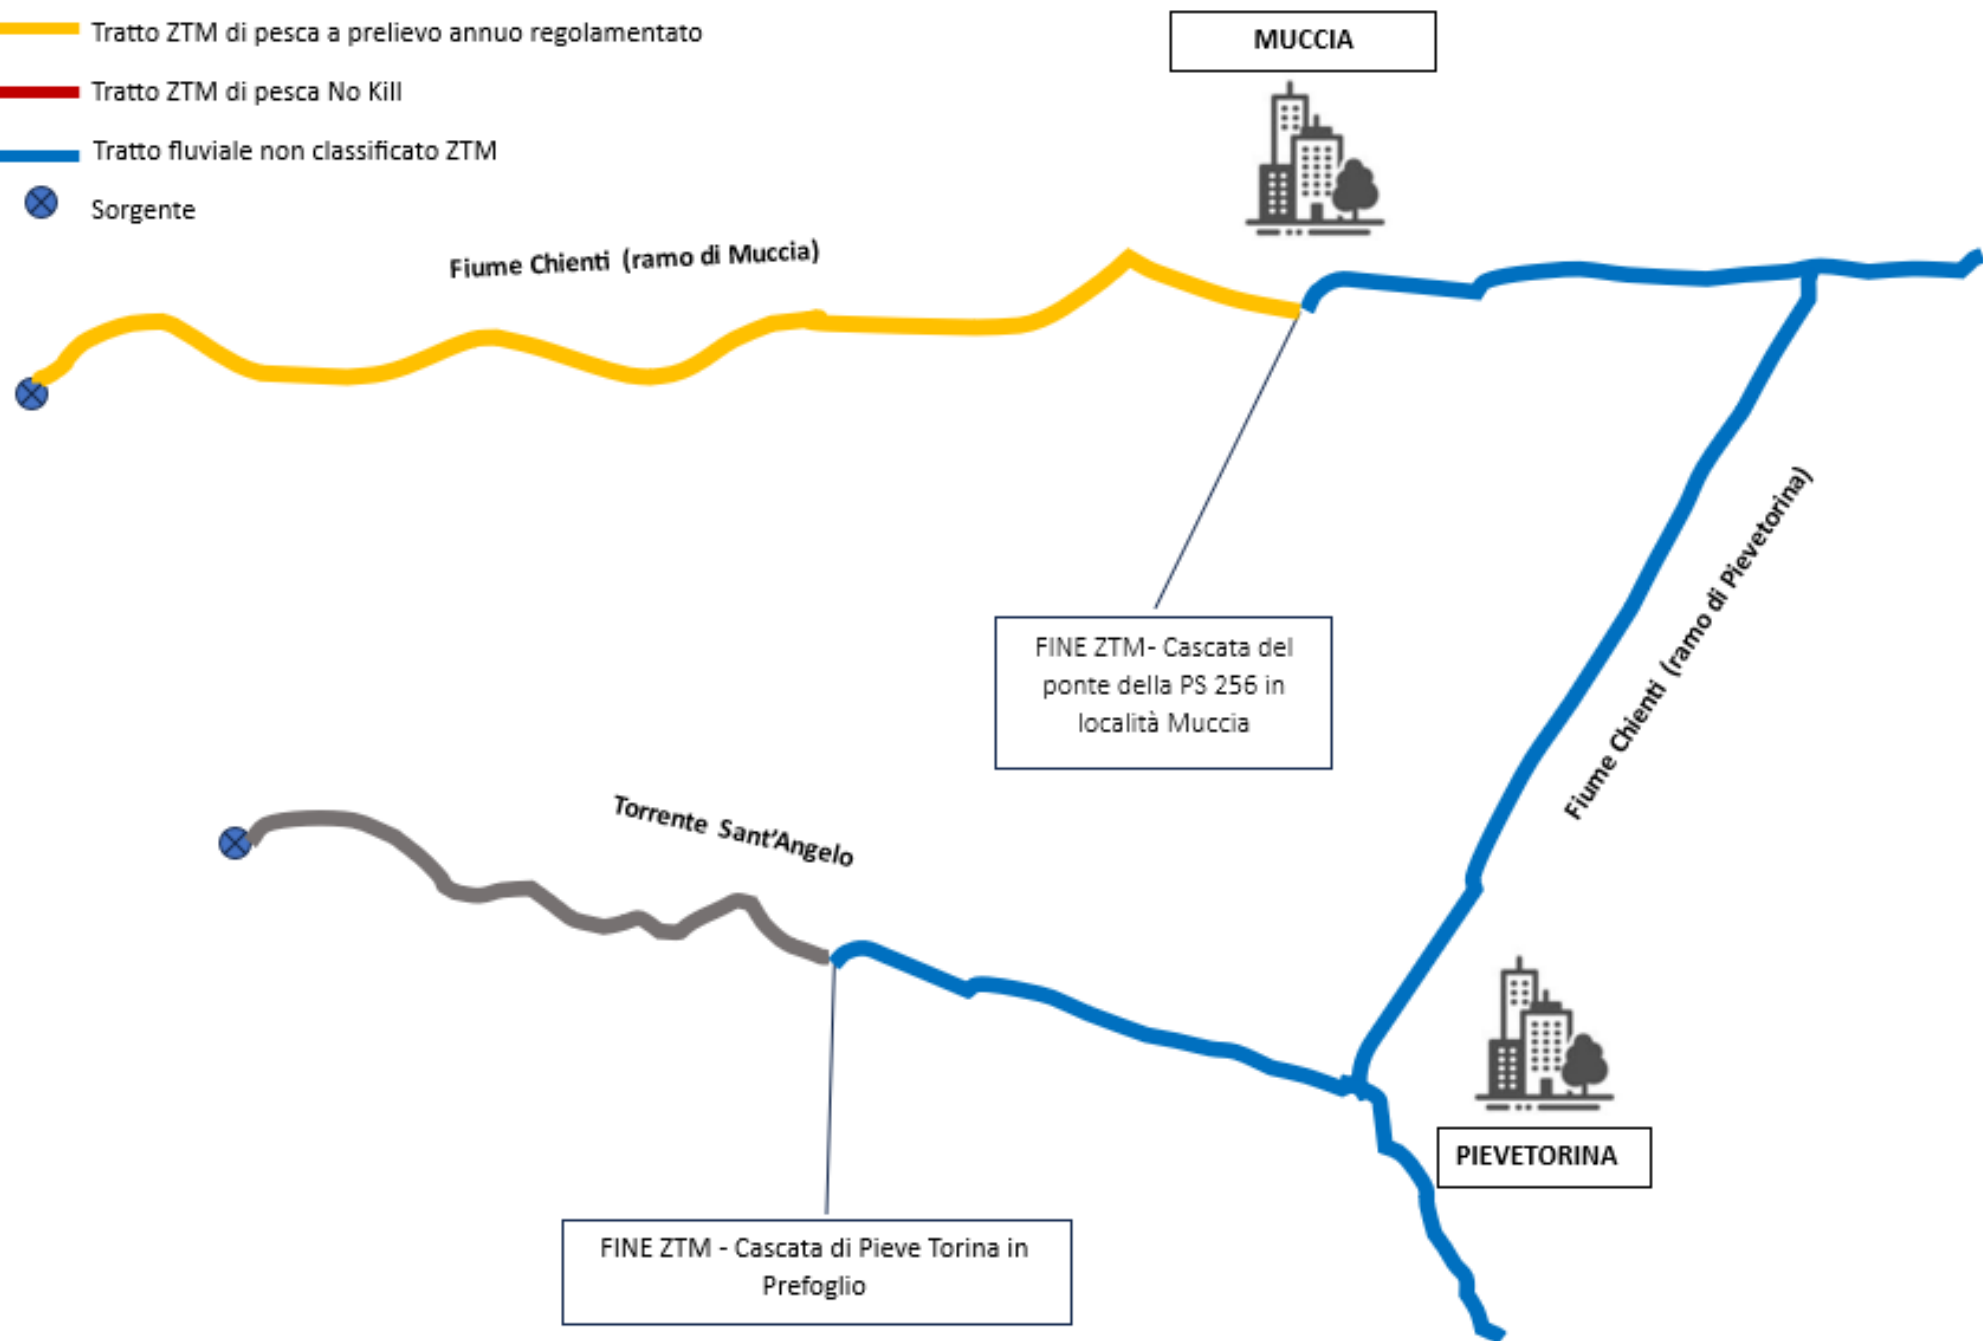 Tratto ZTM di pesca a prelievo annuo regolamentato
Tratto ZTM di pesca No Kill
Tratto fluviale non classificato ZTM
Sorgente
MUCCIA
Fiume Chienti (ramo di Muccia)
Fiume Chienti (ramo di Pievetorina)
FINE ZTM- Cascata del
ponte della PS 256 in
località Muccia
Torrente Sant'Angelo
PIEVETORINA
FINE ZTM - Cascata di Pieve Torina in
Prefoglio